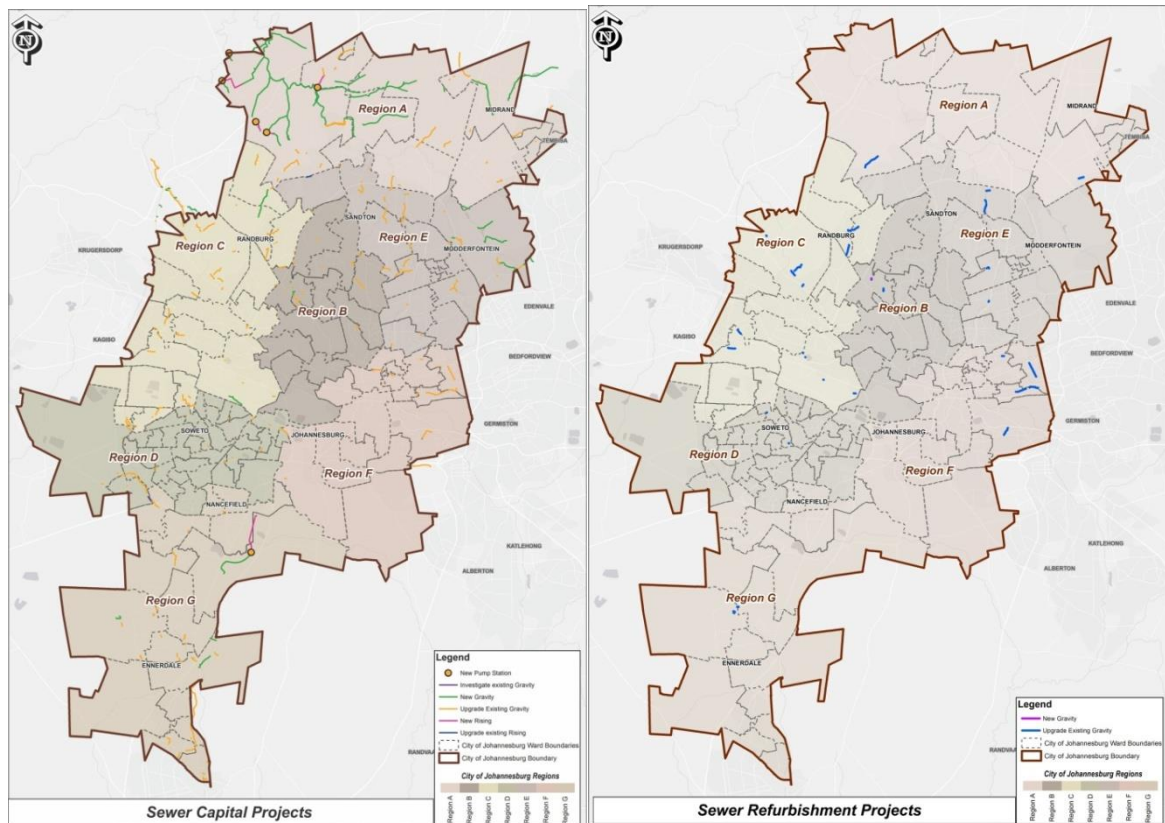 N
Region A
MIDRAND
TEMBISA
SANDTON
Region C
RANDBURG
Region E
KRUGERSDORP
MODDERFONTEIN
Region B
EDENVALE
KAGISO
BEDFORDVIEW
GERMISTON
SOWETO
JOHANNESBURG
Region D
Region F
NANCEFIELD
KATLEHONG
ALBERTON
Region G
ENNERDALE
Legend
New Pump Station
Investigate existing Gravity
New Gravity
Upgrade Existing Gravity
New Rising
Upgrade existing Rising
City of Johannesburg Ward Boundaries
City of Johannesburg Boundary
City of Johannesburg Regions
Region A
Region B
Region C
Region D
Region E
Region F
Region G
Sewer Capital Projects
N
Region A
MIDRAND
TEMBISA
SANDTON
Region C
RANDBURG
Region E
KRUGERSDORP
MODDERFONTEIN
Region B
EDENVALE
KAGISO
BEDFORDVIEW
GERMISTON
SOWETO
JOHANNESBURG
Region D
Region F
NANCEFIELD
KATLEHONG
ALBERTON
Region G
ENNERDALE
Legend
New Gravity
Upgrade Existing Gravity
City of Johannesburg Ward Boundaries
City of Johannesburg Boundary
City of Johannesburg Regions
Region A
Region B
Region C
Region D
Region E
Region F
Region G
Sewer Refurbishment Projects